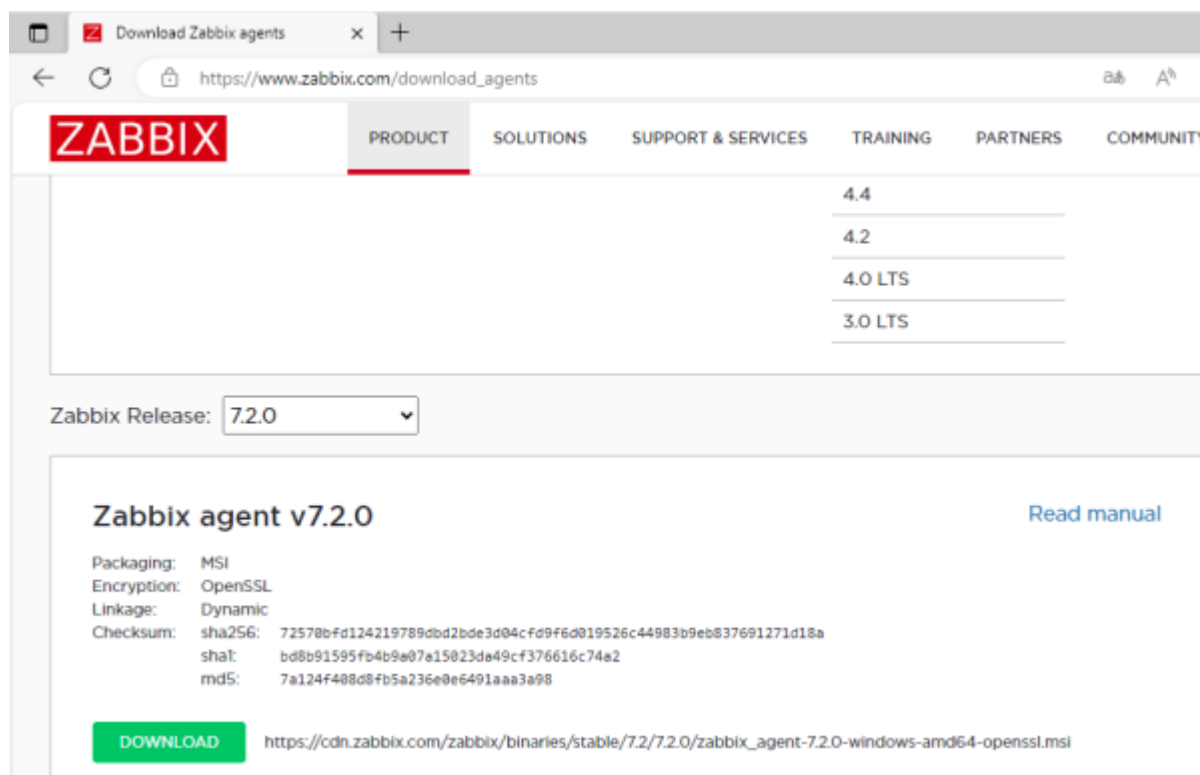 Download Zabbix agents
https://www.zabbix.com/download_agents
ZABBIX
PRODUCT SOLUTIONS SUPPORT & SERVICES TRAINING PARTNERS COMMUNITY
4.4
4.2
4.0 LTS
3.0 LTS
Zabbix Release: 7.2.0
Zabbix agent v7.2.0 Read manual
Packaging: MSI
Encryption: OpenSSL
Linkage: Dynamic
Checksum: sha256: 72570bfd124219789dbd2bde3d04cfd9f6d019526c44983b9eb837691271d18a
sha1: bd8b91595fb4b9a07a15023da49cf376616c74a2
md5: 7a124f408d8fb5a236e0e6491aaa3a98
DOWNLOAD https://cdn.zabbix.com/zabbix/binaries/stable/7.2/7.2.0/zabbix_agent-7.2.0-windows-amd64-openssl.msi